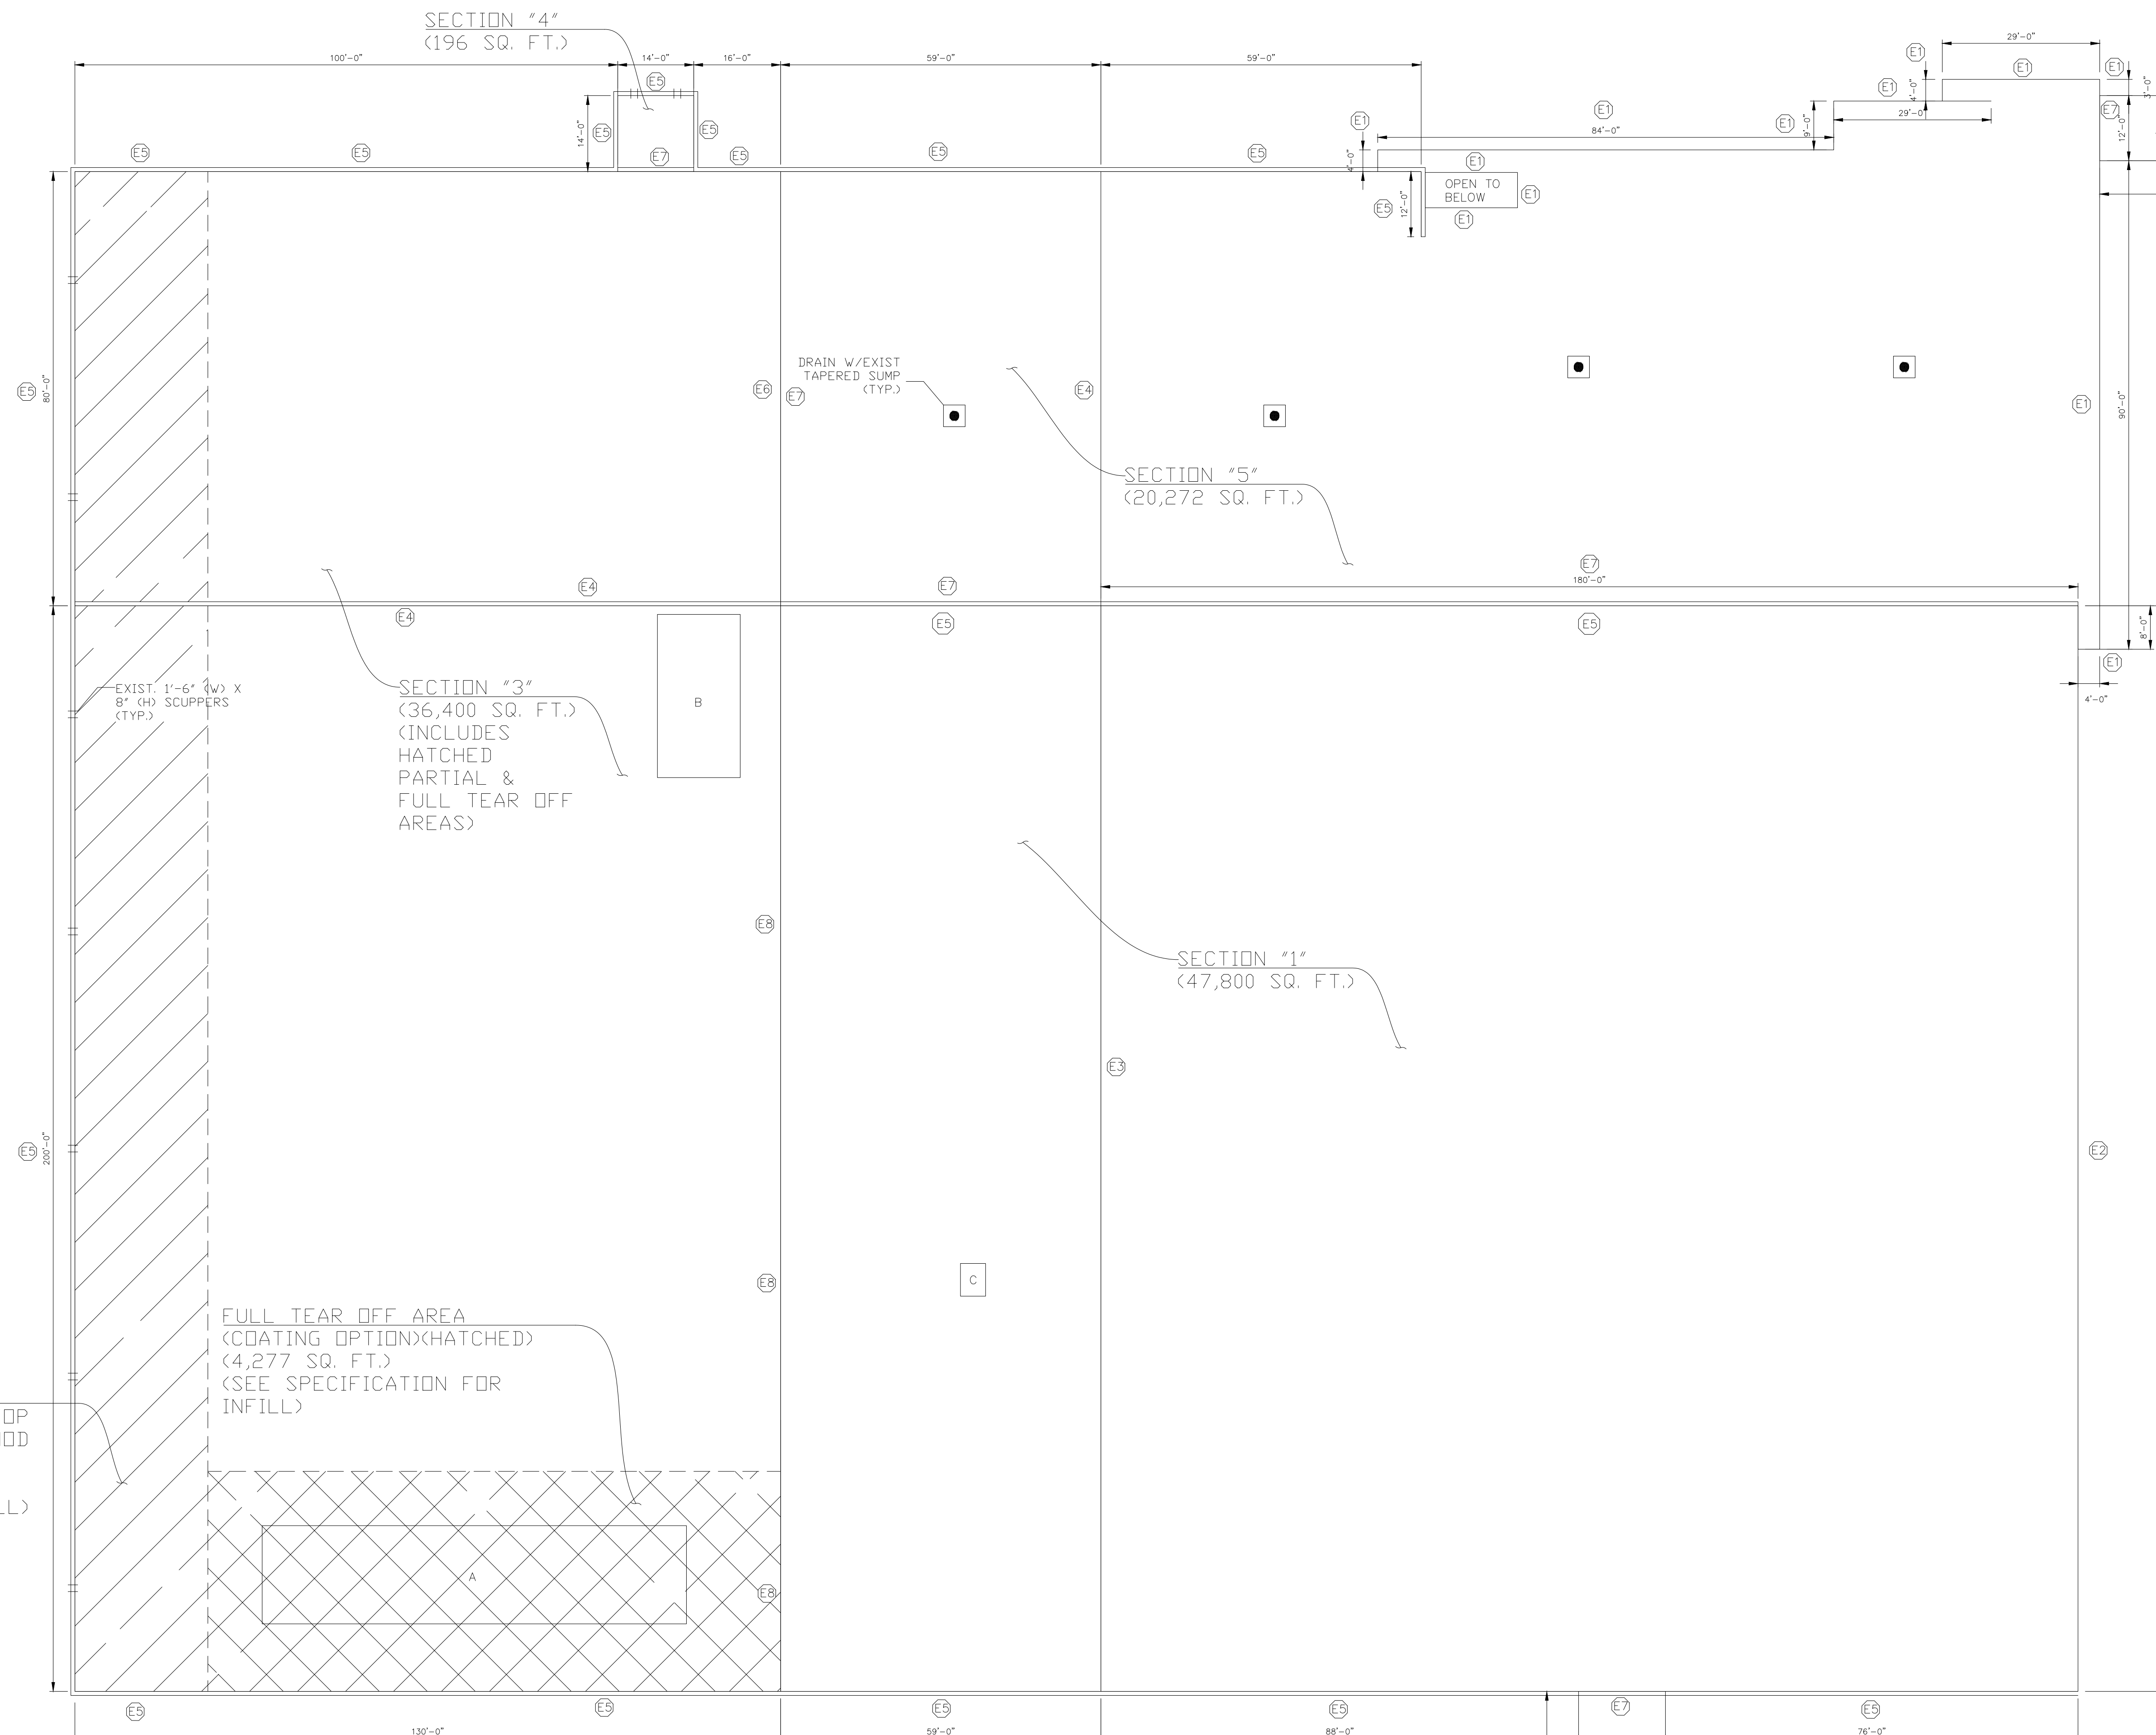 SECTION "4"
(196 SQ. FT.)
100'-0"
14'-0"
16'-0"
59'-0"
59'-0"
29'-0"
E1
E1
E1
E5
E1
4'-0"
3'-0"
E1
29'-0"
E7
12'-0"
14'-0"
E5
E5
E1
84'-0"
E1
9'-0"
E5
E5
E7
E5
E5
E5
4'-0"
E1
OPEN TO
BELOW
E1
E5
12'-0"
E1
DRAIN W/EXIST
TAPERED SUMP
(TYP.)
E5
80'-0"
E6
E7
E4
E1
90'-0"
SECTION "5"
(20,272 SQ. FT.)
E7
180'-0"
E4
E7
E4
E5
E5
8'-0"
E1
4'-0"
EXIST. 1'-6" (W) X
8" (H) SCUPPERS
(TYP.)
SECTION "3"
(36,400 SQ. FT.)
(INCLUDES
HATCHED
PARTIAL &
FULL TEAR OFF
AREAS)
B
E8
SECTION "1"
(47,800 SQ. FT.)
E3
E5
200'-0"
E2
E8
C
FULL TEAR OFF AREA
(COATING OPTION)(HATCHED)
(4,277 SQ. FT.)
(SEE SPECIFICATION FOR
INFILL)
A
E8
E5
E5
E5
E5
E7
E5
130'-0"
59'-0"
88'-0"
76'-0"